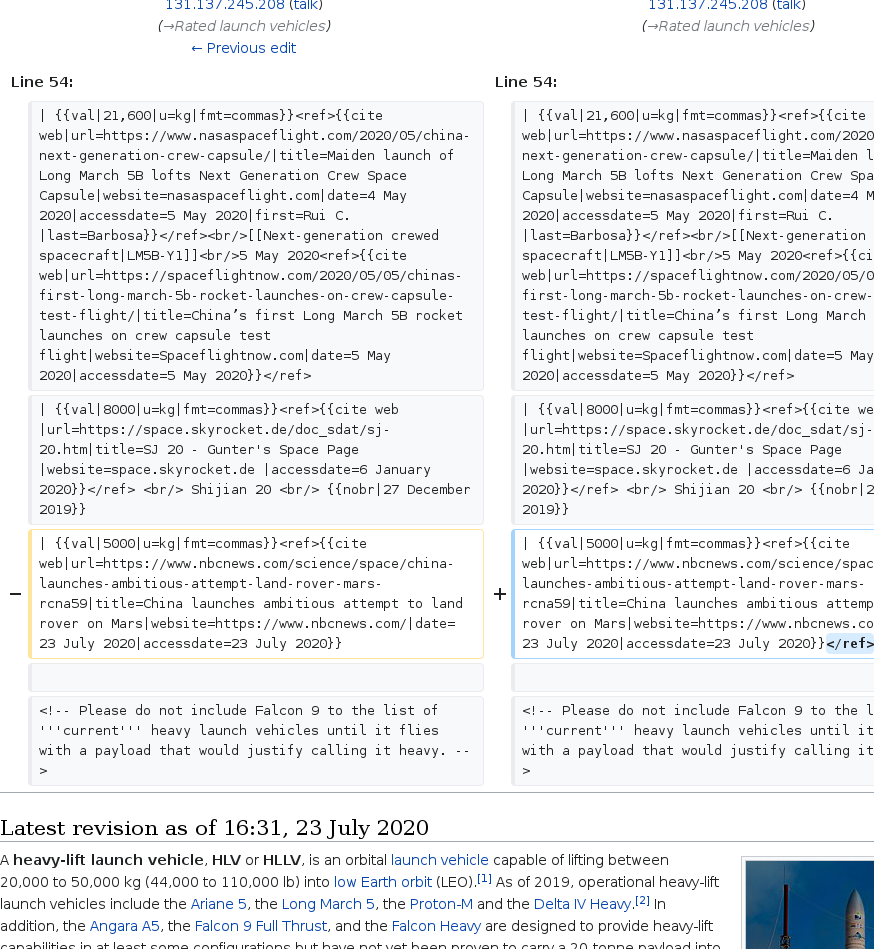 131.137.245.208 (talk)
(→Rated launch vehicles)
← Previous edit
Line 54:
| {{val|21,600|u=kg|fmt=commas}}<ref>{{cite
web|url=https://www.nasaspaceflight.com/2020/05/china-
next-generation-crew-capsule/|title=Maiden launch of
Long March 5B lofts Next Generation Crew Space
Capsule|website=nasaspaceflight.com|date=4 May
2020|accessdate=5 May 2020|first=Rui C.
|last=Barbosa}}</ref><br/>[[Next-generation crewed
spacecraft|LM5B-Y1]]<br/>5 May 2020<ref>{{cite
web|url=https://spaceflightnow.com/2020/05/05/chinas-
first-long-march-5b-rocket-launches-on-crew-capsule-
test-flight/|title=China’s first Long March 5B rocket
launches on crew capsule test
flight|website=Spaceflightnow.com|date=5 May
2020|accessdate=5 May 2020}}</ref>
| {{val|8000|u=kg|fmt=commas}}<ref>{{cite web
|url=https://space.skyrocket.de/doc_sdat/sj-
20.htm|title=SJ 20 - Gunter's Space Page
|website=space.skyrocket.de |accessdate=6 January
2020}}</ref> <br/> Shijian 20 <br/> {{nobr|27 December
2019}}
−
| {{val|5000|u=kg|fmt=commas}}<ref>{{cite
web|url=https://www.nbcnews.com/science/space/china-
launches-ambitious-attempt-land-rover-mars-
rcna59|title=China launches ambitious attempt to land
rover on Mars|website=https://www.nbcnews.com/|date=
23 July 2020|accessdate=23 July 2020}}
<!-- Please do not include Falcon 9 to the list of
'''current''' heavy launch vehicles until it flies
with a payload that would justify calling it heavy. --
>
131.137.245.208 (talk)
(→Rated launch vehicles)
Line 54:
| {{val|21,600|u=kg|fmt=commas}}<ref>{{cite
web|url=https://www.nasaspaceflight.com/2020
next-generation-crew-capsule/|title=Maiden l
Long March 5B lofts Next Generation Crew Spa
Capsule|website=nasaspaceflight.com|date=4 M
2020|accessdate=5 May 2020|first=Rui C.
|last=Barbosa}}</ref><br/>[[Next-generation
spacecraft|LM5B-Y1]]<br/>5 May 2020<ref>{{ci
web|url=https://spaceflightnow.com/2020/05/0
first-long-march-5b-rocket-launches-on-crew-
test-flight/|title=China’s first Long March
launches on crew capsule test
flight|website=Spaceflightnow.com|date=5 May
2020|accessdate=5 May 2020}}</ref>
| {{val|8000|u=kg|fmt=commas}}<ref>{{cite web
|url=https://space.skyrocket.de/doc_sdat/sj-
20.htm|title=SJ 20 - Gunter's Space Page
|website=space.skyrocket.de |accessdate=6 Ja
2020}}</ref> <br/> Shijian 20 <br/> {{nobr|2
2019}}
+
| {{val|5000|u=kg|fmt=commas}}<ref>{{cite
web|url=https://www.nbcnews.com/science/spac
launches-ambitious-attempt-land-rover-mars-
rcna59|title=China launches ambitious attemp
rover on Mars|website=https://www.nbcnews.co
23 July 2020|accessdate=23 July 2020}}</ref>
<!-- Please do not include Falcon 9 to the l
'''current''' heavy launch vehicles until it
with a payload that would justify calling it
>
Latest revision as of 16:31, 23 July 2020
A heavy-lift launch vehicle, HLV or HLLV, is an orbital launch vehicle capable of lifting between
20,000 to 50,000 kg (44,000 to 110,000 lb) into low Earth orbit (LEO).[1] As of 2019, operational heavy-lift
launch vehicles include the Ariane 5, the Long March 5, the Proton-M and the Delta IV Heavy.[2] In
addition, the Angara A5, the Falcon 9 Full Thrust, and the Falcon Heavy are designed to provide heavy-lift
capabilities in at least some configurations but have not yet been proven to carry a 20-tonne payload into